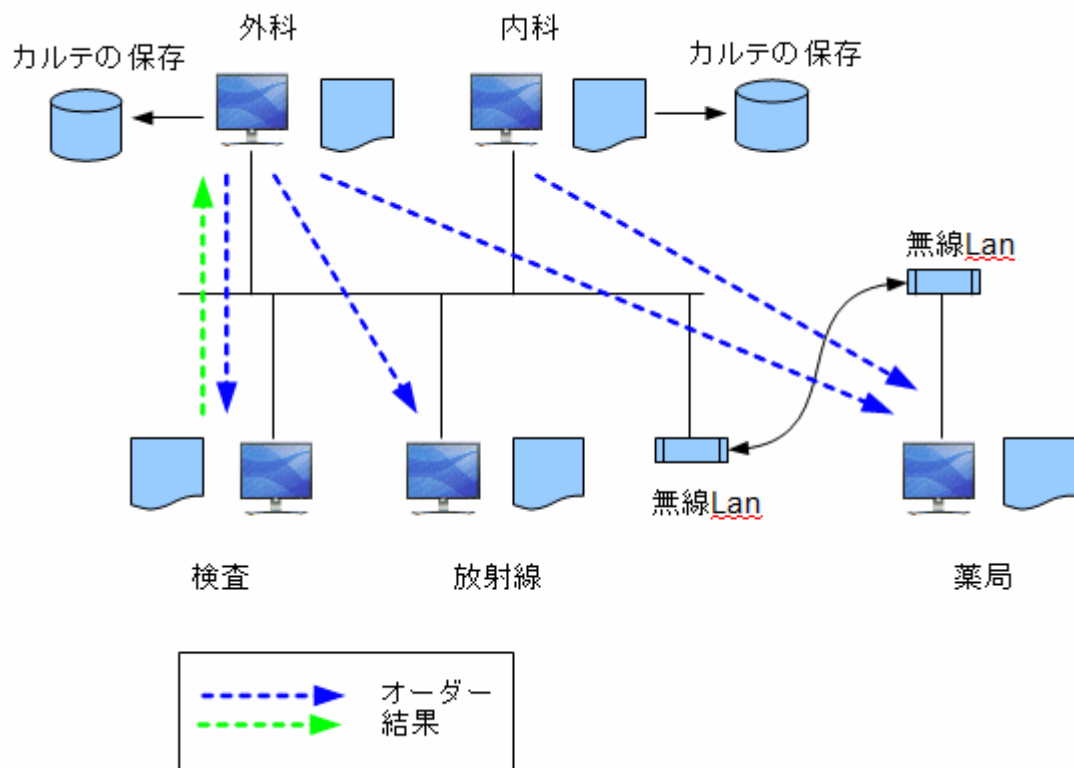 外科
内科
カルテの保存
カルテの保存
無線Lan
無線Lan
検査
放射線
薬局
オーダー
結果